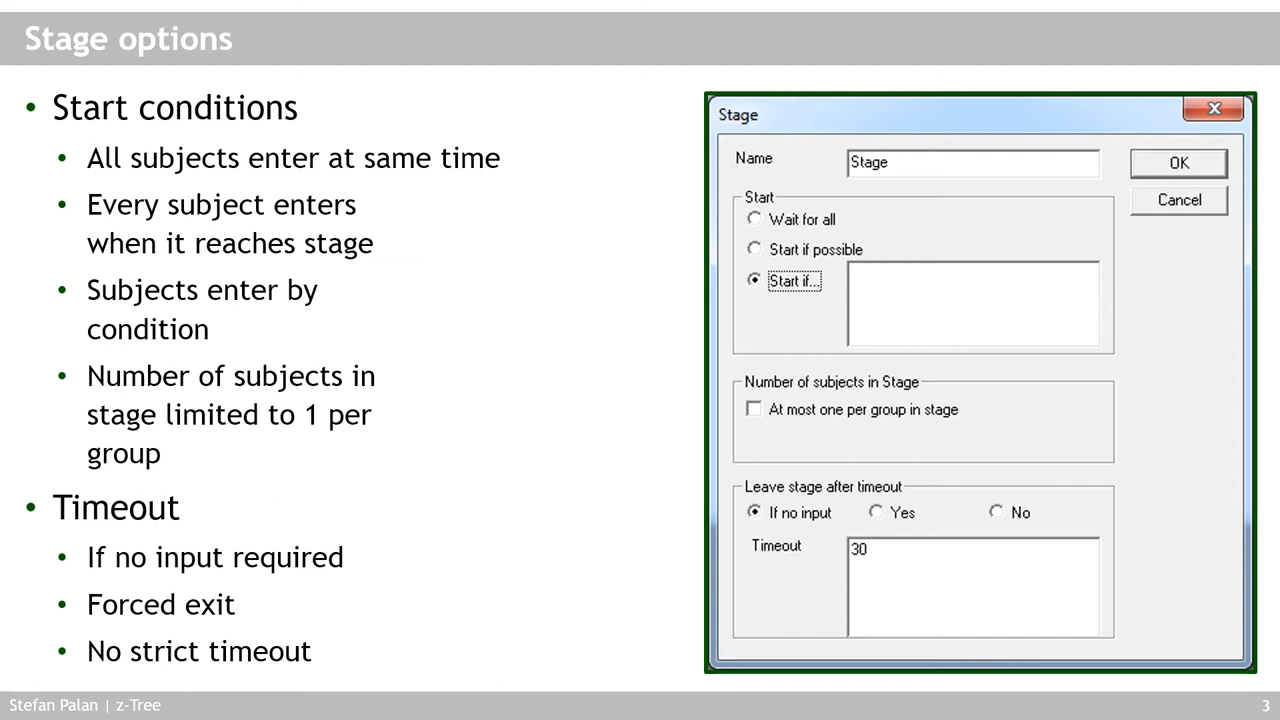 Stage options
• Start conditions
• All subjects enter at same time
• Every subject enters
when it reaches stage
• Subjects enter by
condition
• Number of subjects in
stage limited to 1 per
group
• Timeout
• If no input required
• Forced exit
• No strict timeout
Stage
Name
Stage
OK
Cancel
Start
Wait for all
Start if possible
Start if...
Number of subjects in Stage
At most one per group in stage
Leave stage after timeout
If no input
Yes
No
Timeout
30
Stefan Palan | z-Tree
3